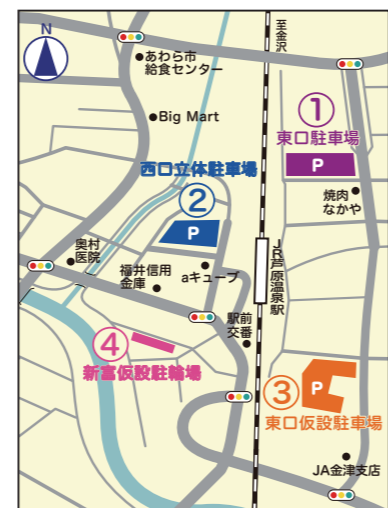 N
至金沢
あわら市
給食センター
①
東口駐車場
P
Big Mart
西口立体駐車場
②
P
焼肉
なかや
奥村
医院
福井信用
金庫
aキューブ
JR芦原温泉駅
駅前
交番
④
新富仮設駐輪場
③
P
東口仮設駐車場
JA金津支店